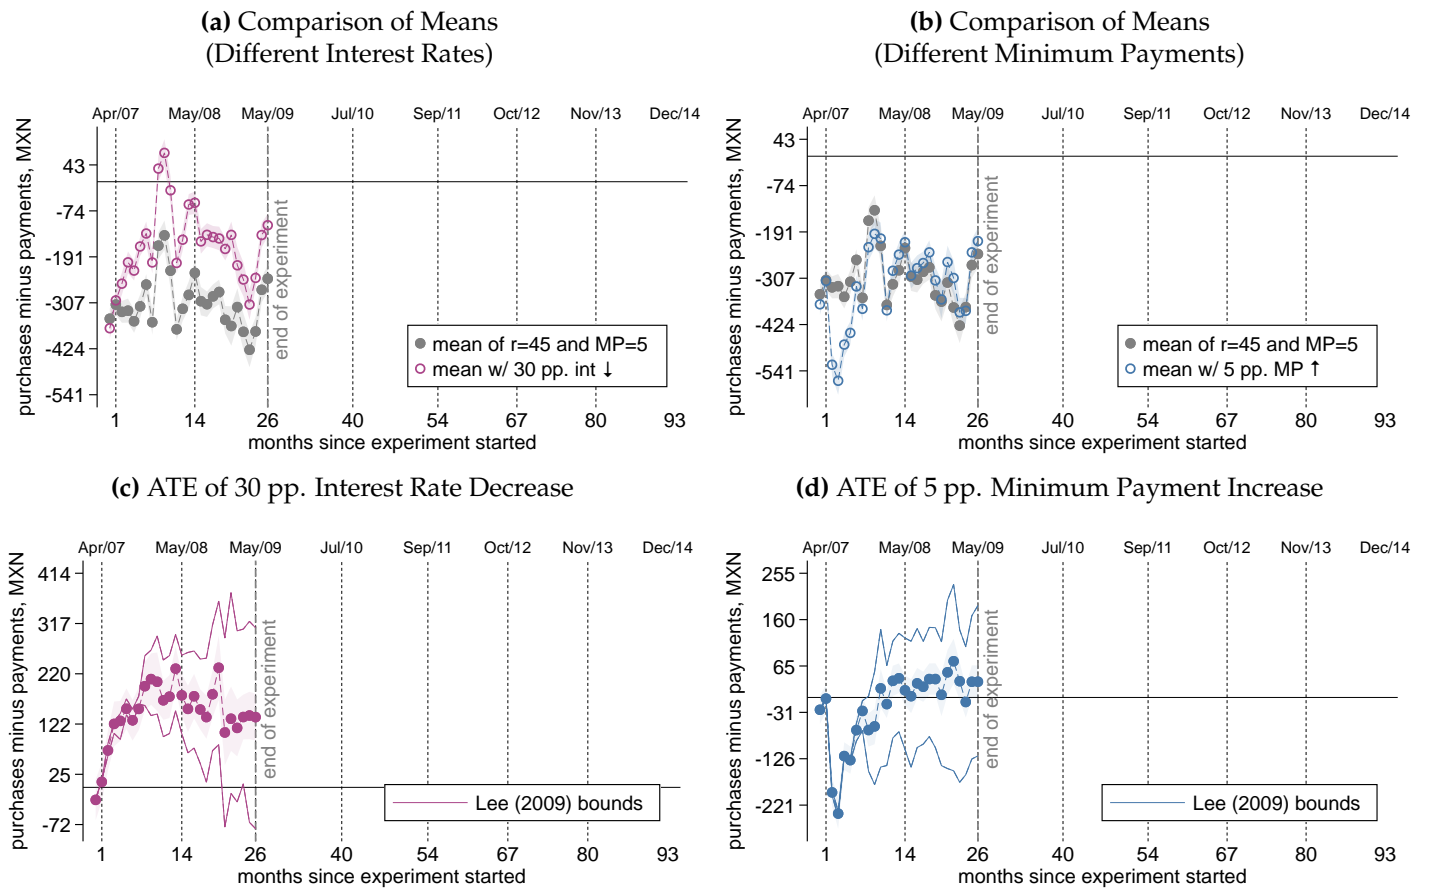 (a) Comparison of Means
(Different Interest Rates)
Apr/07 May/08 May/09 Jul/10 Sep/11 Oct/12 Nov/13 Dec/14
purchases minus payments, MXN
43
-74
-191
-307
-424
-541
end of experiment
mean of r=45 and MP=5
mean w/ 30 pp. int ↓
1 14 26 40 54 67 80 93
months since experiment started
(b) Comparison of Means
(Different Minimum Payments)
Apr/07 May/08 May/09 Jul/10 Sep/11 Oct/12 Nov/13 Dec/14
purchases minus payments, MXN
43
-74
-191
-307
-424
-541
end of experiment
mean of r=45 and MP=5
mean w/ 5 pp. MP ↑
1 14 26 40 54 67 80 93
months since experiment started
(c) ATE of 30 pp. Interest Rate Decrease
Apr/07 May/08 May/09 Jul/10 Sep/11 Oct/12 Nov/13 Dec/14
purchases minus payments, MXN
414
317
220
122
25
-72
end of experiment
Lee (2009) bounds
1 14 26 40 54 67 80 93
months since experiment started
(d) ATE of 5 pp. Minimum Payment Increase
Apr/07 May/08 May/09 Jul/10 Sep/11 Oct/12 Nov/13 Dec/14
purchases minus payments, MXN
255
160
65
-31
-126
-221
end of experiment
Lee (2009) bounds
1 14 26 40 54 67 80 93
months since experiment started